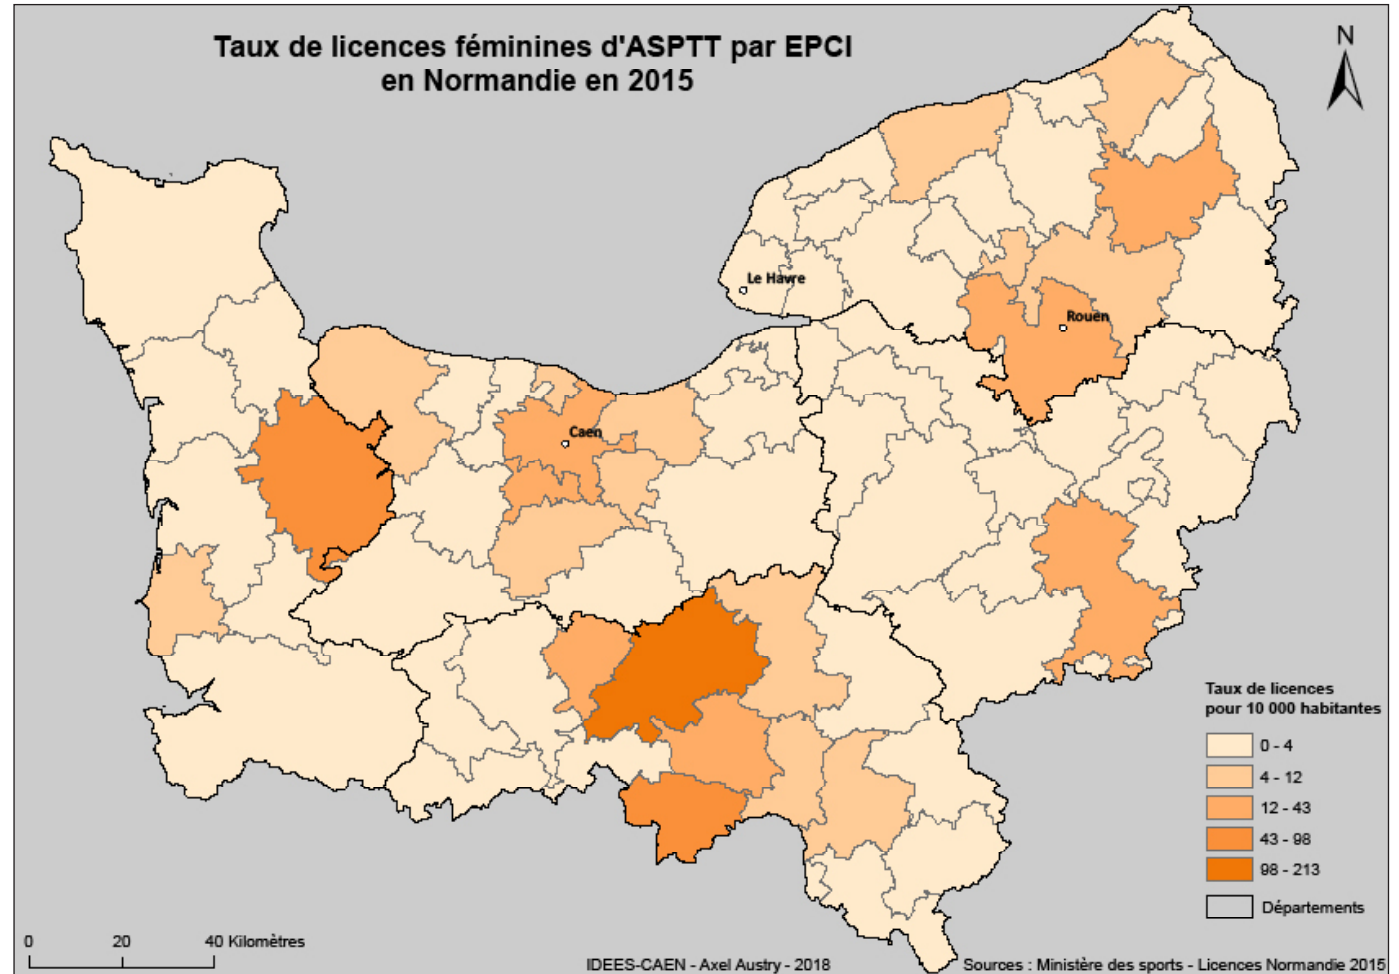 Taux de licences féminines d'ASPTT par EPCI
en Normandie en 2015
N
Le Havre
Rouen
Caen
Taux de licences
pour 10 000 habitantes
0 - 4
4 - 12
12 - 43
43 - 98
98 - 213
Départements
0 20 40 Kilomètres
IDEES-CAEN - Axel Austry - 2018
Sources : Ministère des sports - Licences Normandie 2015